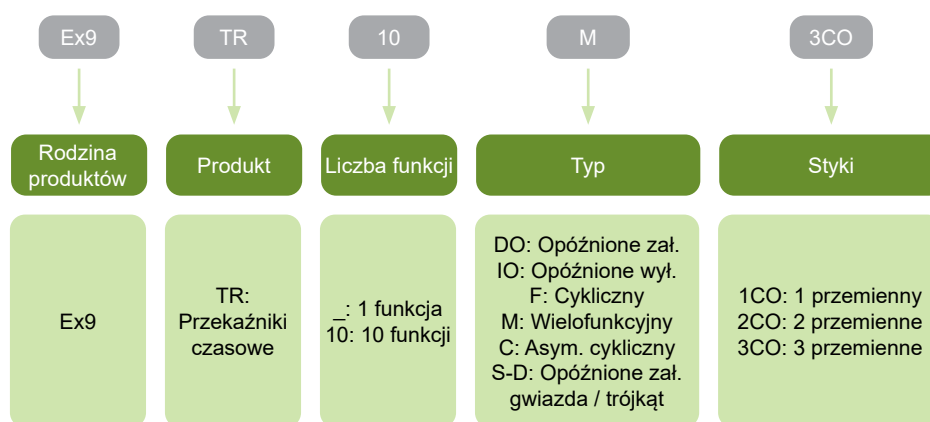 Ex9
TR
10
M
3CO
Rodzina
produktów
Produkt
Liczba funkcji
Typ
Styki
Ex9
TR:
Przekaźniki
czasowe
_: 1 funkcja
10: 10 funkcji
DO: Opóźnione zał.
IO: Opóźnione wył.
F: Cykliczny
M: Wielofunkcyjny
C: Asym. cykliczny
S-D: Opóźnione zał.
gwiazda / trójkąt
1CO: 1 przemienny
2CO: 2 przemienne
3CO: 3 przemienne